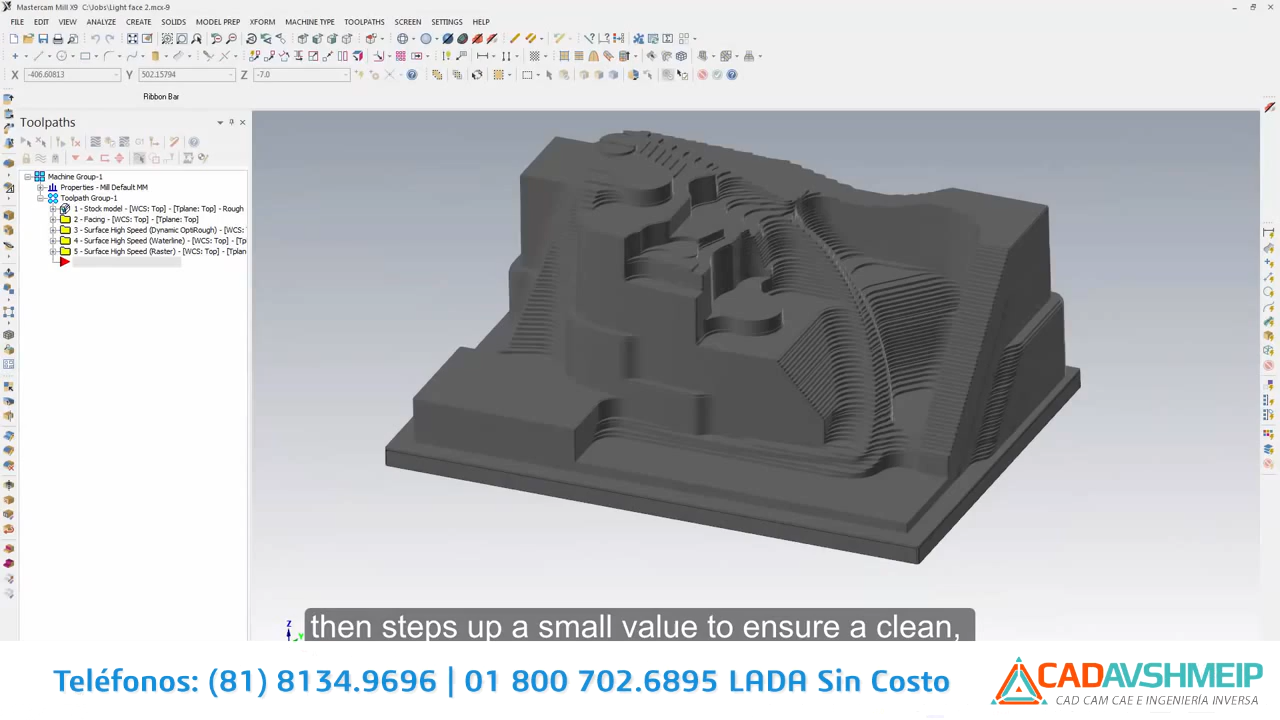 Mastercam Mill X9 C:\Jobs\Light face 2.mcx-9
FILE EDIT VIEW ANALYZE CREATE SOLIDS MODEL PREP XFORM MACHINE TYPE TOOLPATHS SCREEN SETTINGS HELP
X -406.60813 Y 502.15794 Z -7.0
Ribbon Bar
Toolpaths
Machine Group-1
Properties - Mill Default MM
Toolpath Group-1
1 - Stock model - [WCS: Top] - [Tplane: Top] - Rough
2 - Facing - [WCS: Top] - [Tplane: Top]
3 - Surface High Speed (Dynamic OptiRough) - [WCS:
4 - Surface High Speed (Waterline) - [WCS: Top] - [Tp
5 - Surface High Speed (Raster) - [WCS: Top] - [Tplan
Z
Y
then steps up a small value to ensure a clean,
Teléfonos: (81) 8134.9696 | 01 800 702.6895 LADA Sin Costo
CADAVSHMEIP
CAD CAM CAE E INGENIERÍA INVERSA